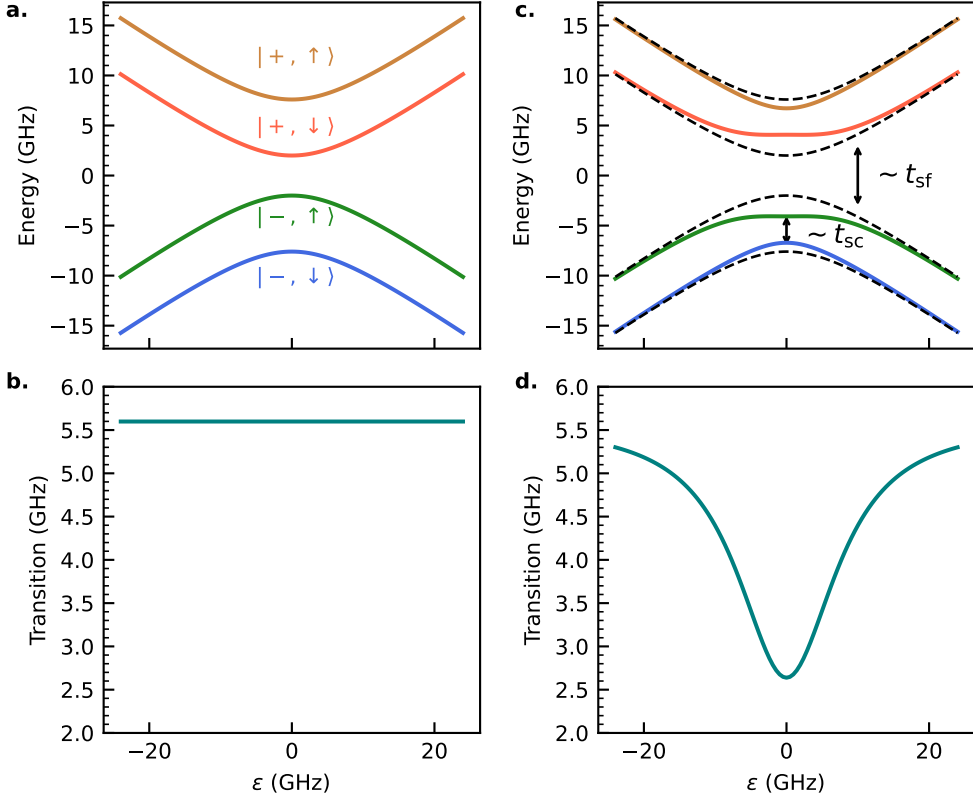 a.
Energy (GHz)
15
10
5
0
−5
−10
−15
|+, ↑⟩
|+, ↓⟩
|−, ↑⟩
|−, ↓⟩
c.
Energy (GHz)
15
10
5
0
−5
−10
−15
~ t_sf
~ t_sc
b.
Transition (GHz)
6.0
5.5
5.0
4.5
4.0
3.5
3.0
2.5
2.0
−20 0 20
ε (GHz)
d.
Transition (GHz)
6.0
5.5
5.0
4.5
4.0
3.5
3.0
2.5
2.0
−20 0 20
ε (GHz)